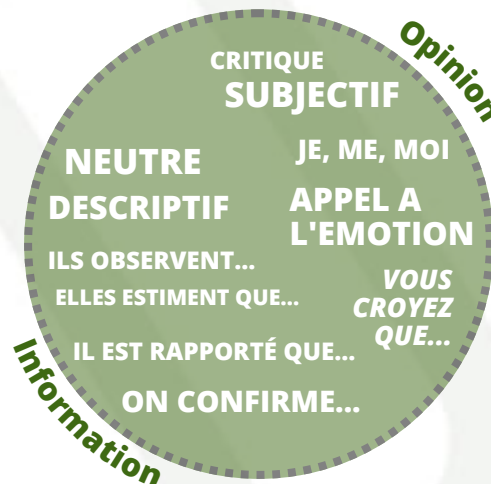 Opinion
CRITIQUE
SUBJECTIF
JE, ME, MOI
NEUTRE
DESCRIPTIF
APPEL A
L'EMOTION
ILS OBSERVENT...
ELLES ESTIMENT QUE...
VOUS
CROYEZ
QUE...
IL EST RAPPORTÉ QUE...
ON CONFIRME...
Information